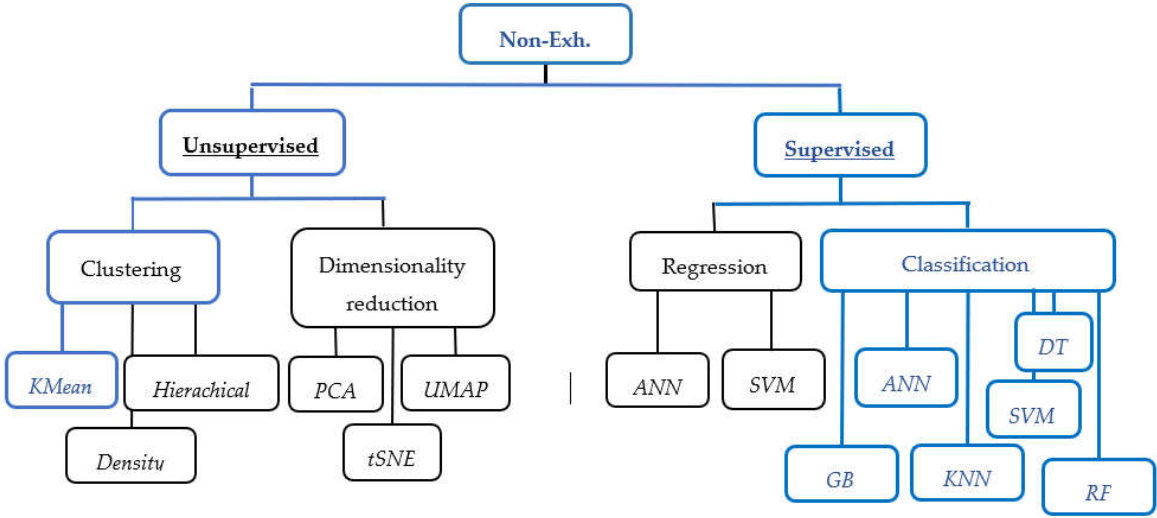 Non-Exh.
Unsupervised
Supervised
Clustering
Dimensionality
reduction
Regression
Classification
KMean
Hierachical
PCA
UMAP
ANN
SVM
ANN
DT
SVM
Density
tSNE
GB
KNN
RF